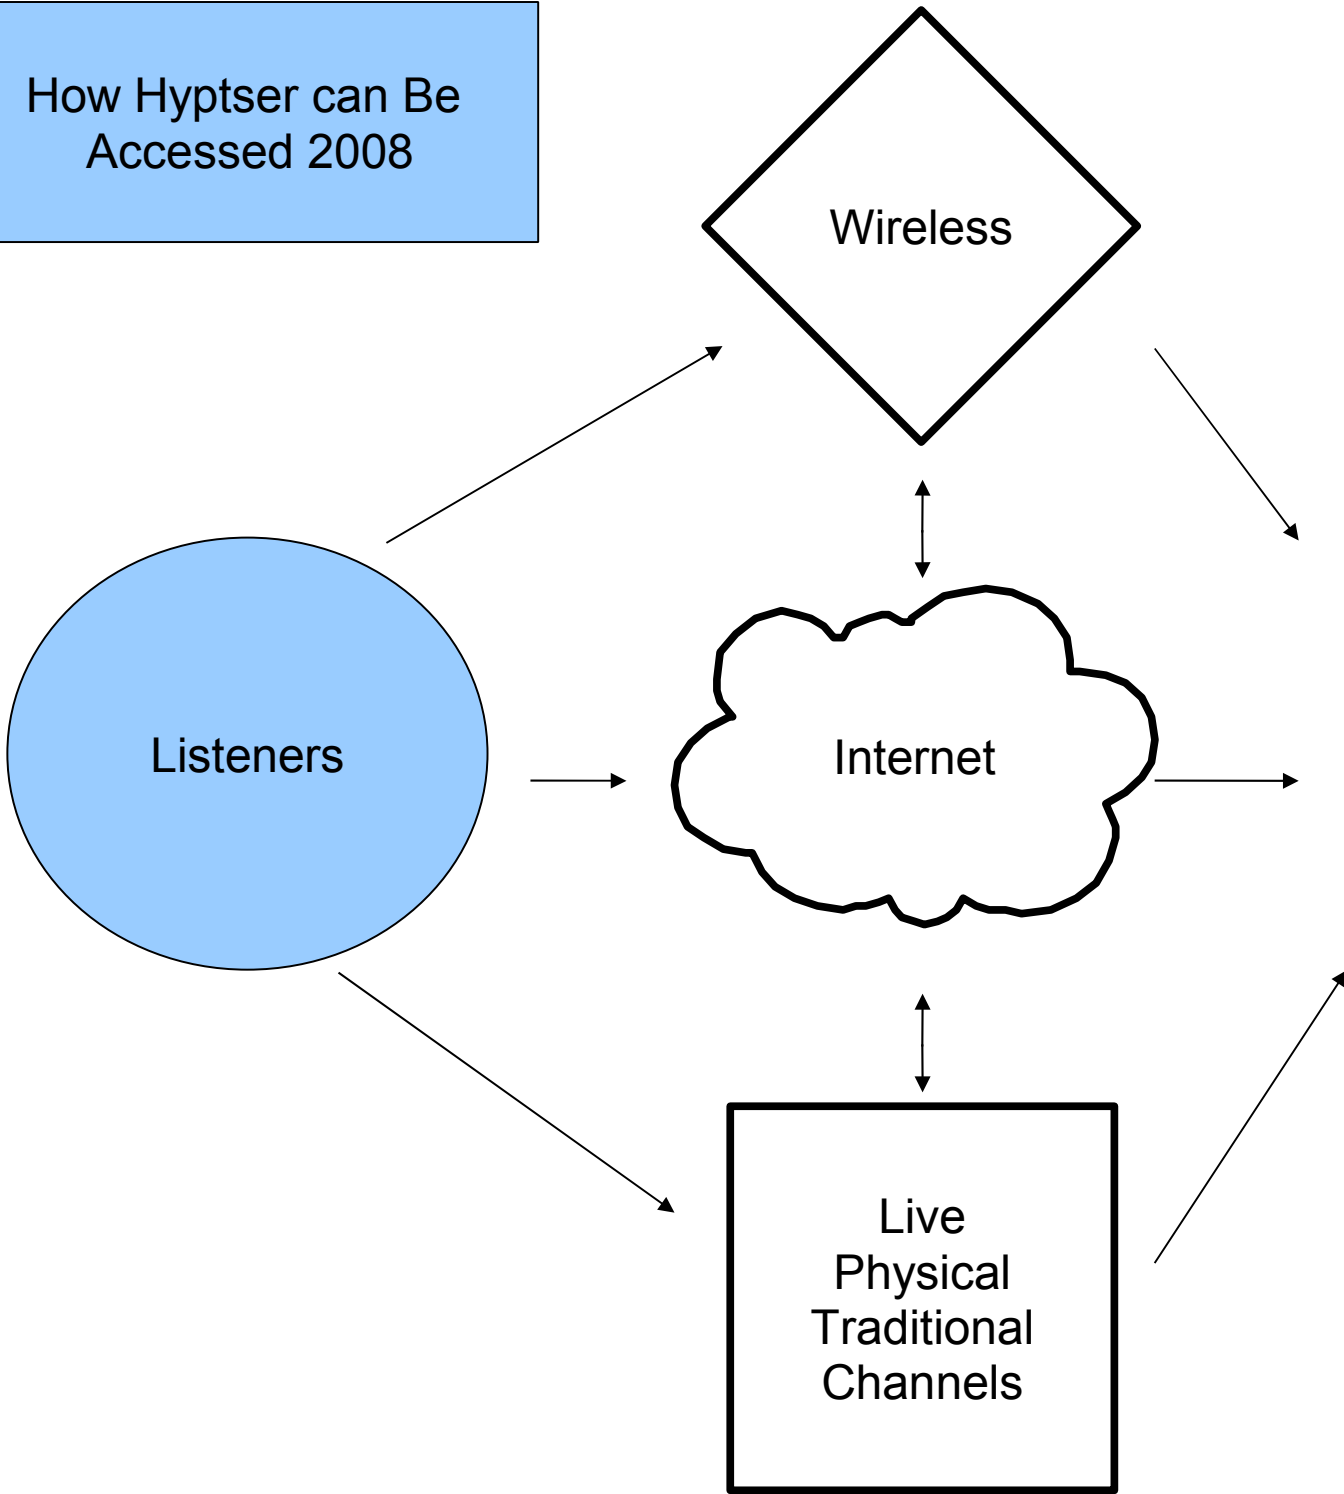 How Hyptser can Be
Accessed 2008
Wireless
Listeners
Internet
Live
Physical
Traditional
Channels